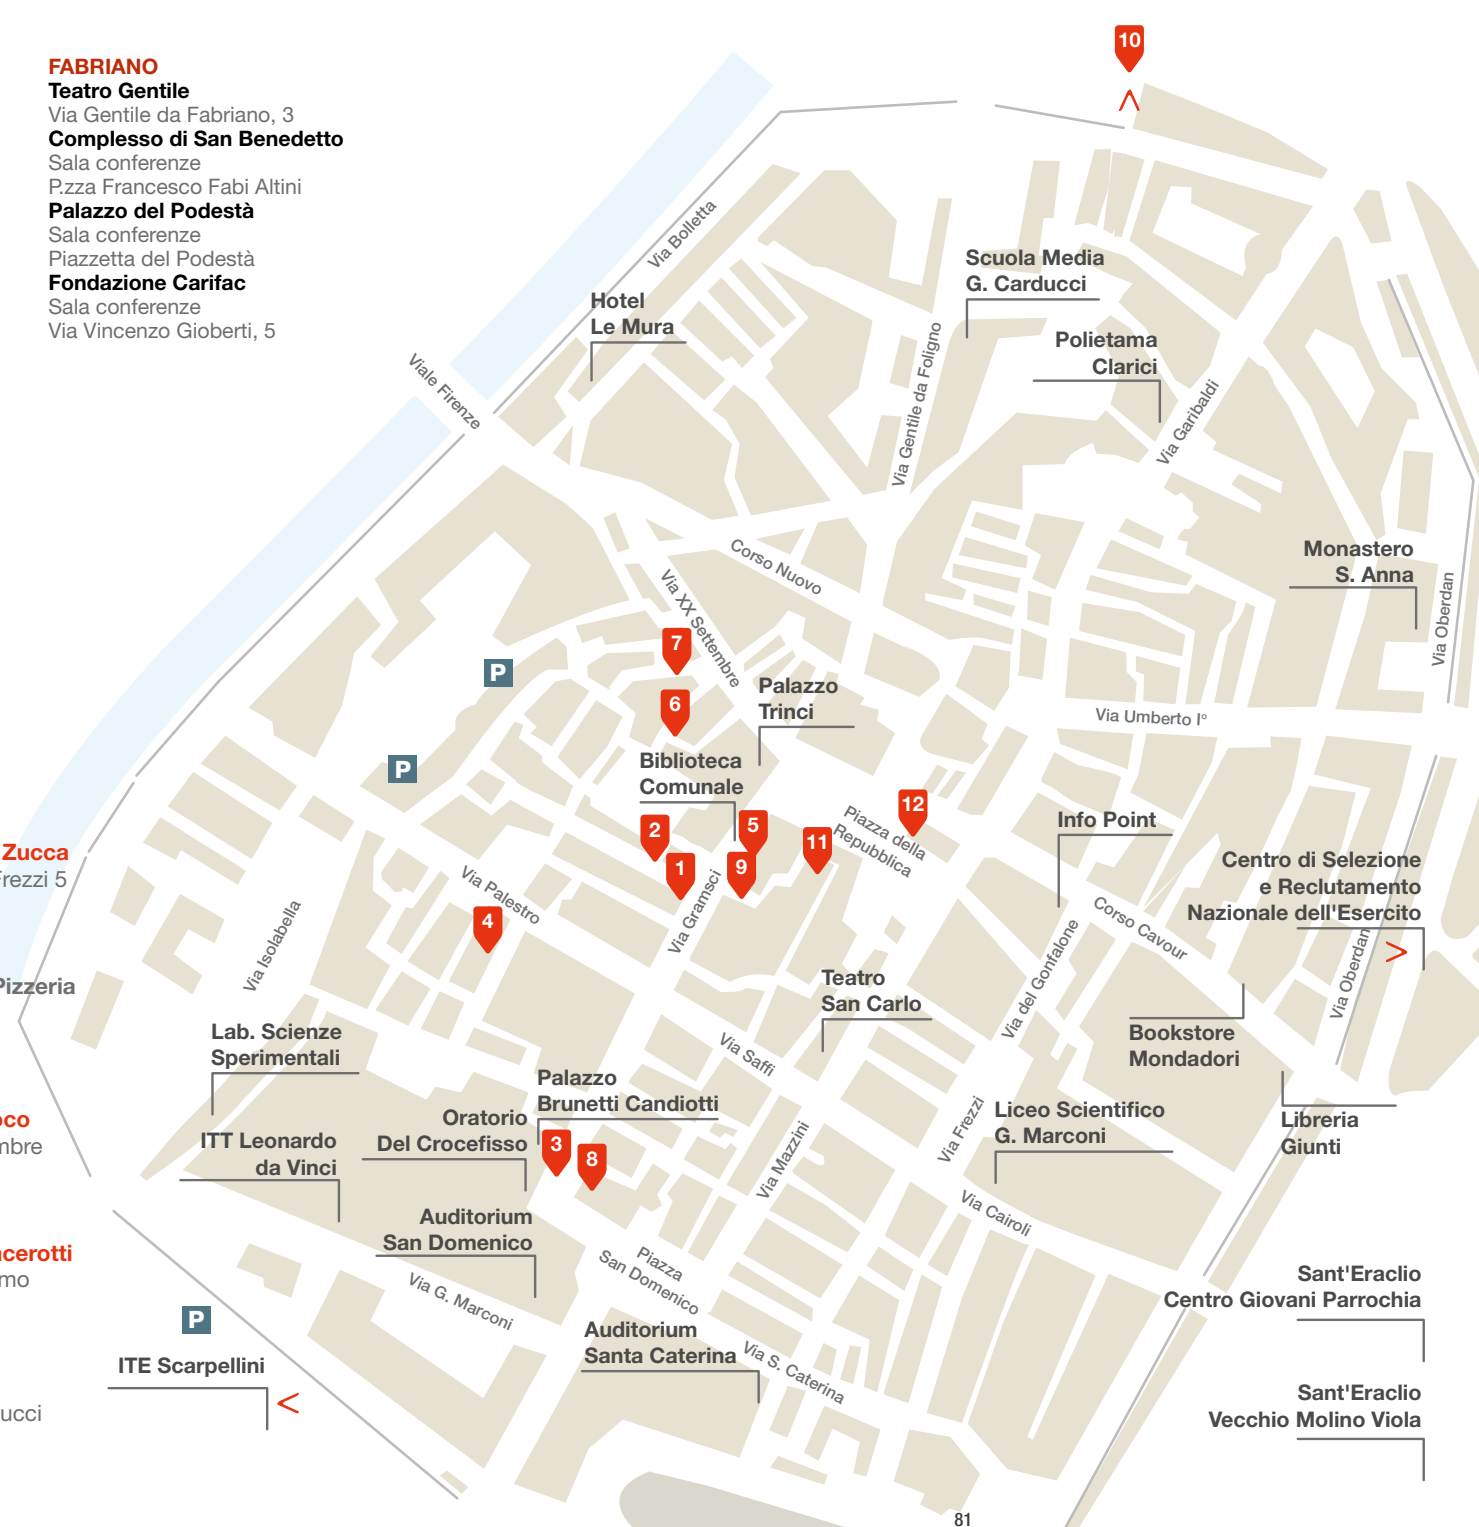 FABRIANO
Teatro Gentile
Via Gentile da Fabriano, 3
Complesso di San Benedetto
Sala conferenze
P.zza Francesco Fabi Altini
Palazzo del Podestà
Sala conferenze
Piazzetta del Podestà
Fondazione Carifac
Sala conferenze
Via Vincenzo Gioberti, 5
10
Via Bolletta
Scuola Media
G. Carducci
Hotel
Le Mura
Polietama
Clarici
Viale Firenze
Via Gentile da Foligno
Via Garibaldi
Corso Nuovo
Monastero
S. Anna
Via Oberdan
Via XX Settembre
7
P
6
Palazzo
Trinci
Via Umberto I°
P
Biblioteca
Comunale
2
5
11
12
Piazza della
Repubblica
Info Point
1
9
Zucca
Frezzi 5
Centro di Selezione
e Reclutamento
Nazionale dell'Esercito
>
Via Palestro
4
Via Gramsci
Via Isolabella
Corso Cavour
Via del Gonfalone
Via Oberdan
Pizzeria
Teatro
San Carlo
Bookstore
Mondadori
Lab. Scienze
Sperimentali
Via Saffi
Palazzo
Brunetti Candiotti
Oratorio
Del Crocefisso
3
8
Via Mazzini
Via Frezzi
Liceo Scientifico
G. Marconi
Libreria
Giunti
oco
mbre
ITT Leonardo
da Vinci
Auditorium
San Domenico
Via Cairoli
Piazza
San Domenico
acerotti
mo
Via G. Marconi
Sant'Eraclio
Centro Giovani Parrochia
P
Auditorium
Santa Caterina
Via S. Caterina
ITE Scarpellini
<
Sant'Eraclio
Vecchio Molino Viola
ucci
81